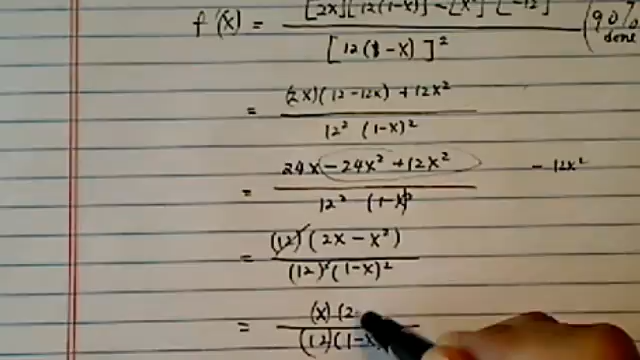 f'(x) = [2x][12(1-x)] - [x²] [-12] (90%
[12(1-x)]² done
= (2x)(12-12x) + 12x²
12² (1-x)²
24x - 24x² + 12x² - 12x²
= 12² (1-x)²
= (12)(2x - x²)
(12)²(1-x)²
= (x)(2
(12)(1-x